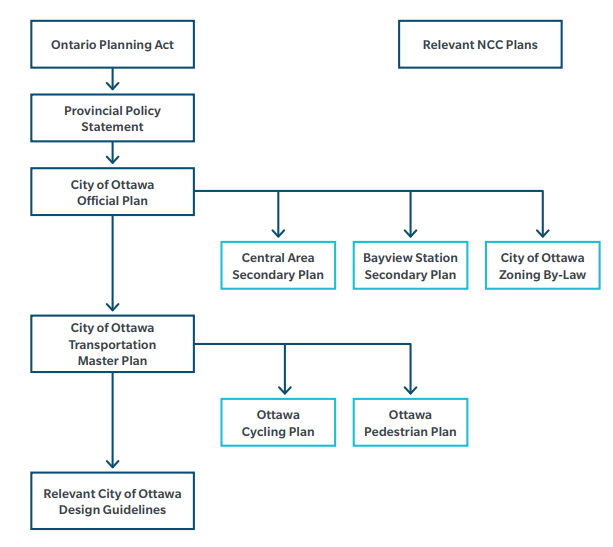 Ontario Planning Act
Relevant NCC Plans
Provincial Policy
Statement
City of Ottawa
Official Plan
Central Area
Secondary Plan
Bayview Station
Secondary Plan
City of Ottawa
Zoning By-Law
City of Ottawa
Transportation
Master Plan
Ottawa
Cycling Plan
Ottawa
Pedestrian Plan
Relevant City of Ottawa
Design Guidelines